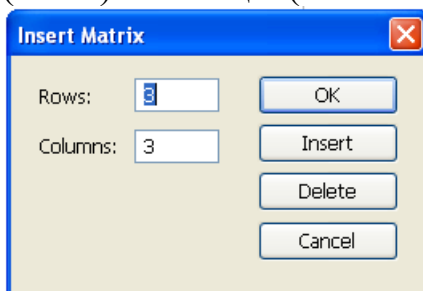 Insert Matrix
Rows: 3
Columns: 3
OK
Insert
Delete
Cancel